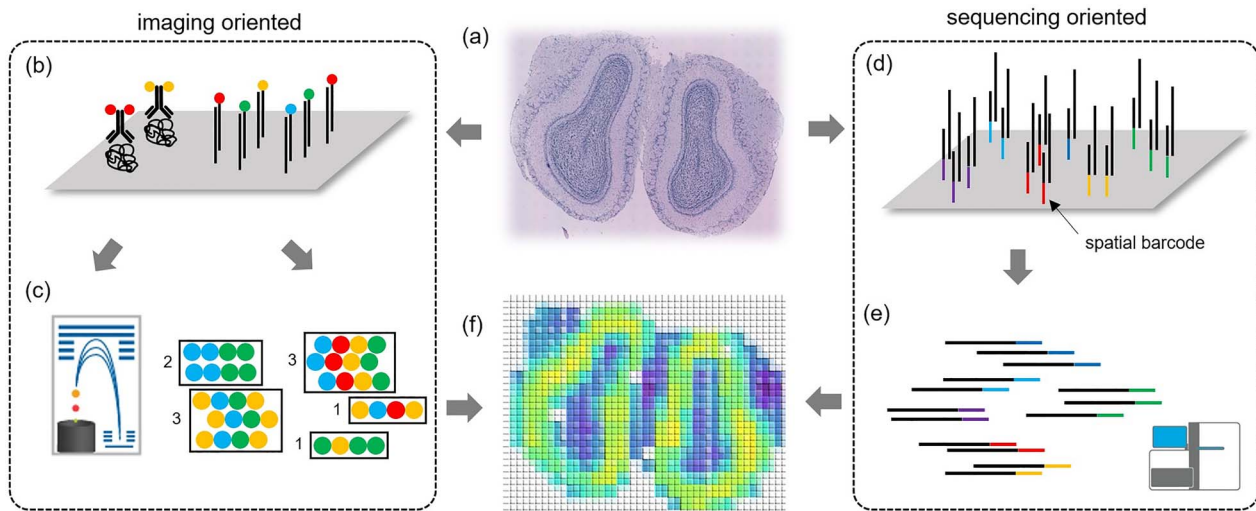 imaging oriented
sequencing oriented
(a)
(b)
(d)
spatial barcode
(c)
2
3
3
1
1
(f)
(e)